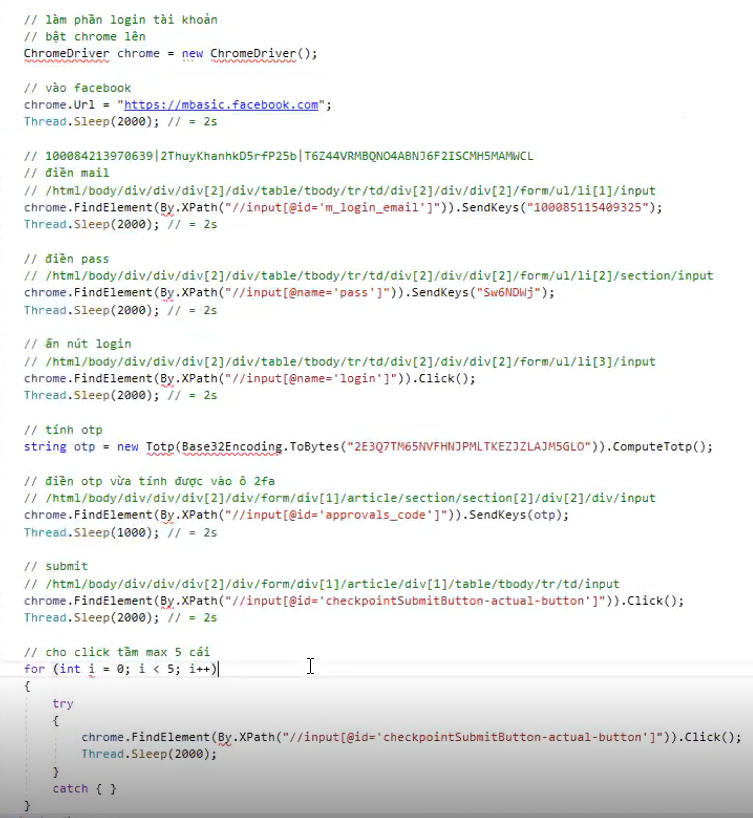 // làm phần login tài khoản
// bật chrome lên
ChromeDriver chrome = new ChromeDriver();
// vào facebook
chrome.Url = "https://mbasic.facebook.com";
Thread.Sleep(2000); // = 2s
// 100084213970639|2ThuyKhanhkD5rfP25b|T6Z44VRMBQNO4ABNJ6F2ISCMH5MAMWCL
// điền mail
// /html/body/div/div/div[2]/div/table/tbody/tr/td/div[2]/div/div[2]/form/ul/li[1]/input
chrome.FindElement(By.XPath("//input[@id='m_login_email']")).SendKeys("100085115409325");
Thread.Sleep(2000); // = 2s
// điền pass
// /html/body/div/div/div[2]/div/table/tbody/tr/td/div[2]/div/div[2]/form/ul/li[2]/section/input
chrome.FindElement(By.XPath("//input[@name='pass']")).SendKeys("Sw6NDWj");
Thread.Sleep(2000); // = 2s
// ấn nút login
// /html/body/div/div/div[2]/div/table/tbody/tr/td/div[2]/div/div[2]/form/ul/li[3]/input
chrome.FindElement(By.XPath("//input[@name='login']")).Click();
Thread.Sleep(2000); // = 2s
// tính otp
string otp = new Totp(Base32Encoding.ToBytes("2E3Q7TM65NVFHNJPMLTKEZJZLAJM5GLO")).ComputeTotp();
// điền otp vừa tính được vào ô 2fa
// /html/body/div/div/div[2]/div/form/div[1]/article/section/section[2]/div[2]/div/input
chrome.FindElement(By.XPath("//input[@id='approvals_code']")).SendKeys(otp);
Thread.Sleep(1000); // = 2s
// submit
// /html/body/div/div/div[2]/div/form/div[1]/article/div[1]/table/tbody/tr/td/input
chrome.FindElement(By.XPath("//input[@id='checkpointSubmitButton-actual-button']")).Click();
Thread.Sleep(2000); // = 2s
// cho click tầm max 5 cái
for (int i = 0; i < 5; i++)
{
try
{
chrome.FindElement(By.XPath("//input[@id='checkpointSubmitButton-actual-button']")).Click();
Thread.Sleep(2000);
}
catch { }
}